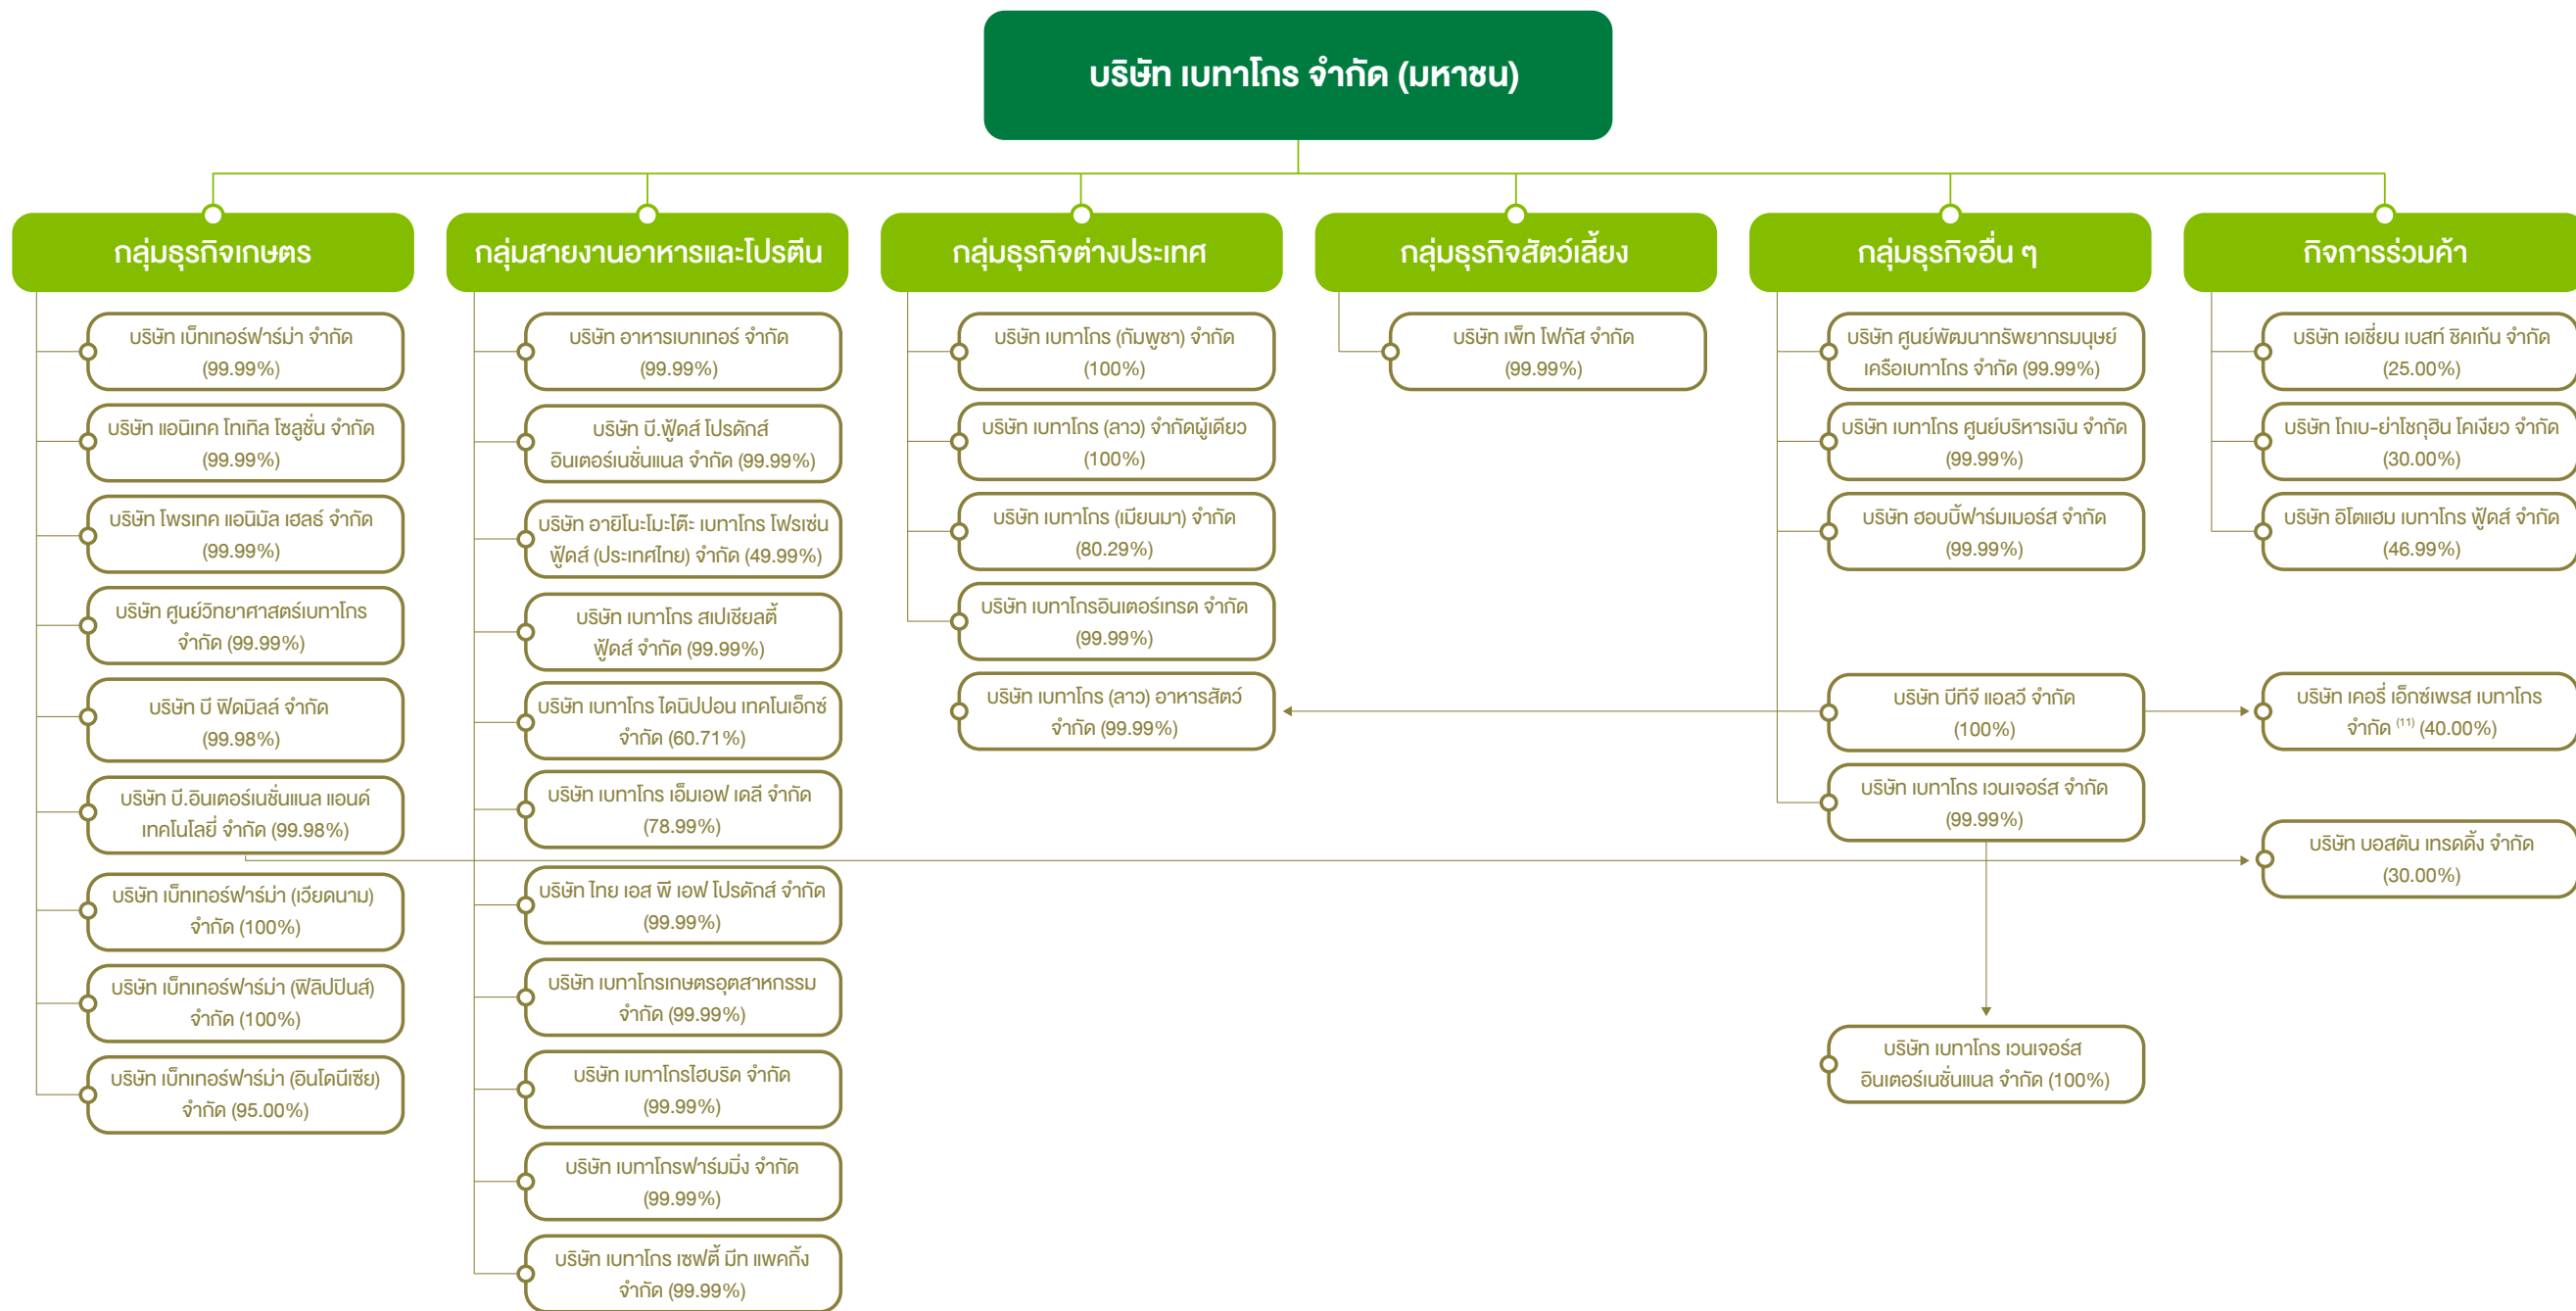 บริษัท เบทาโกร จำกัด (มหาชน)
กลุ่มธุรกิจเกษตร
บริษัท เบ็ทเทอร์ฟาร์ม่า จำกัด
(99.99%)
บริษัท แอนิเทค โทเทิล โซลูชั่น จำกัด
(99.99%)
บริษัท โพรเทค แอนิมัล เฮลธ์ จำกัด
(99.99%)
บริษัท ศูนย์วิทยาศาสตร์เบทาโกร
จำกัด (99.99%)
บริษัท บี ฟีดมิลล์ จำกัด
(99.98%)
บริษัท บี.อินเตอร์เนชั่นแนล แอนด์
เทคโนโลยี่ จำกัด (99.98%)
บริษัท เบ็ทเทอร์ฟาร์ม่า (เวียดนาม)
จำกัด (100%)
บริษัท เบ็ทเทอร์ฟาร์ม่า (ฟิลิปปินส์)
จำกัด (100%)
บริษัท เบ็ทเทอร์ฟาร์ม่า (อินโดนีเซีย)
จำกัด (95.00%)
กลุ่มสายงานอาหารและโปรตีน
บริษัท อาหารเบทเทอร์ จำกัด
(99.99%)
บริษัท บี.ฟู้ดส์ โปรดักส์
อินเตอร์เนชั่นแนล จำกัด (99.99%)
บริษัท อายิโนะโมะโต๊ะ เบทาโกร โฟรเซ่น
ฟู้ดส์ (ประเทศไทย) จำกัด (49.99%)
บริษัท เบทาโกร สเปเชียลตี้
ฟู้ดส์ จำกัด (99.99%)
บริษัท เบทาโกร ไดนิปปอน เทคโนเอ็กซ์
จำกัด (60.71%)
บริษัท เบทาโกร เอ็มเอฟ เดลี จำกัด
(78.99%)
บริษัท ไทย เอส พี เอฟ โปรดักส์ จำกัด
(99.99%)
บริษัท เบทาโกรเกษตรอุตสาหกรรม
จำกัด (99.99%)
บริษัท เบทาโกรไฮบริด จำกัด
(99.99%)
บริษัท เบทาโกรฟาร์มมิ่ง จำกัด
(99.99%)
บริษัท เบทาโกร เซฟตี้ มีท แพคกิ้ง
จำกัด (99.99%)
กลุ่มธุรกิจต่างประเทศ
บริษัท เบทาโกร (กัมพูชา) จำกัด
(100%)
บริษัท เบทาโกร (ลาว) จำกัดผู้เดียว
(100%)
บริษัท เบทาโกร (เมียนมา) จำกัด
(80.29%)
บริษัท เบทาโกรอินเตอร์เทรด จำกัด
(99.99%)
บริษัท เบทาโกร (ลาว) อาหารสัตว์
จำกัด (99.99%)
กลุ่มธุรกิจสัตว์เลี้ยง
บริษัท เพ็ท โฟกัส จำกัด
(99.99%)
กลุ่มธุรกิจอื่น ๆ
บริษัท ศูนย์พัฒนาทรัพยากรมนุษย์
เครือเบทาโกร จำกัด (99.99%)
บริษัท เบทาโกร ศูนย์บริหารเงิน จำกัด
(99.99%)
บริษัท ฮอบบี้ฟาร์มเมอร์ส จำกัด
(99.99%)
บริษัท บีทีจี แอลวี จำกัด
(100%)
บริษัท เบทาโกร เวนเจอร์ส จำกัด
(99.99%)
บริษัท เบทาโกร เวนเจอร์ส
อินเตอร์เนชั่นแนล จำกัด (100%)
กิจการร่วมค้า
บริษัท เอเชี่ยน เบสท์ ชิคเก้น จำกัด
(25.00%)
บริษัท โกเบ-ย่าโชกุฮิน โคเงียว จำกัด
(30.00%)
บริษัท อิโตแฮม เบทาโกร ฟู้ดส์ จำกัด
(46.99%)
บริษัท เคอรี่ เอ็กซ์เพรส เบทาโกร
จำกัด (11) (40.00%)
บริษัท บอสตัน เทรดดิ้ง จำกัด
(30.00%)